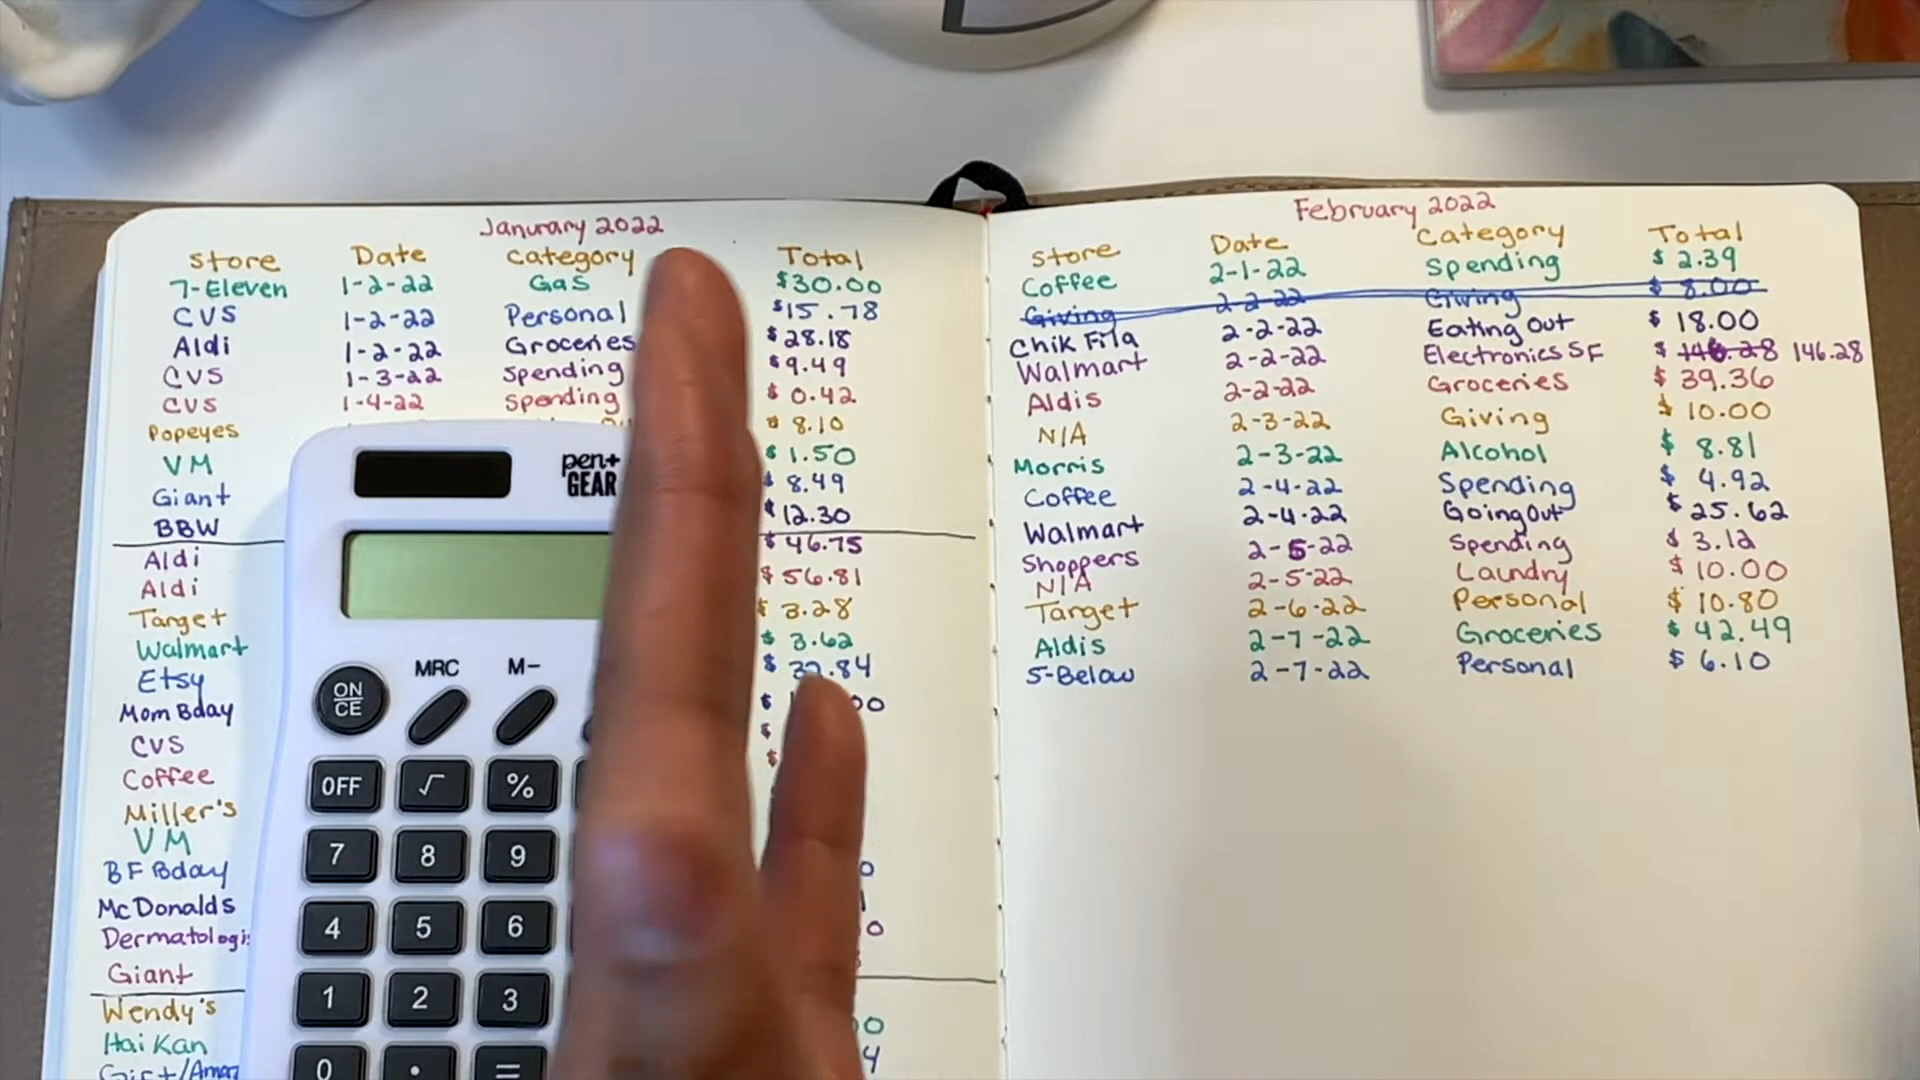 Janurary 2022
Store Date Category Total
7-Eleven 1-2-22 Gas $30.00
CVS 1-2-22 Personal $15.78
Aldi 1-2-22 Groceries $28.18
CVS 1-3-22 Spending $9.49
CVS 1-4-22 Spending $0.42
Popeyes $8.10
VM $1.50
Giant $8.49
BBW $12.30
Aldi $46.75
Aldi $56.81
Target $3.28
Walmart $3.62
Etsy
Mom Bday
CVS
Coffee
Miller's
VM
BF Bday
McDonalds
Giant
Wendy's
Hai Kan
February 2022
Store Date Category Total
Coffee 2-1-22 Spending $2.39
Giving 2-2-22 Giving $8.00
Chik Fila 2-2-22 Eating Out $18.00
Walmart 2-2-22 Electronics SF $146.28 146.28
Aldis 2-2-22 Groceries $39.36
N/A 2-3-22 Giving $10.00
Morris 2-3-22 Alcohol $8.81
Coffee 2-4-22 Spending $4.92
Walmart 2-4-22 Going Out $25.62
Shoppers 2-5-22 Spending $3.12
N/A 2-5-22 Laundry $10.00
Target 2-6-22 Personal $10.80
Aldis 2-7-22 Groceries $42.49
5-Below 2-7-22 Personal $6.10
pen+
GEAR
MRC M-
ON
CE
OFF √ %
7 8 9
4 5 6
1 2 3
0 . =